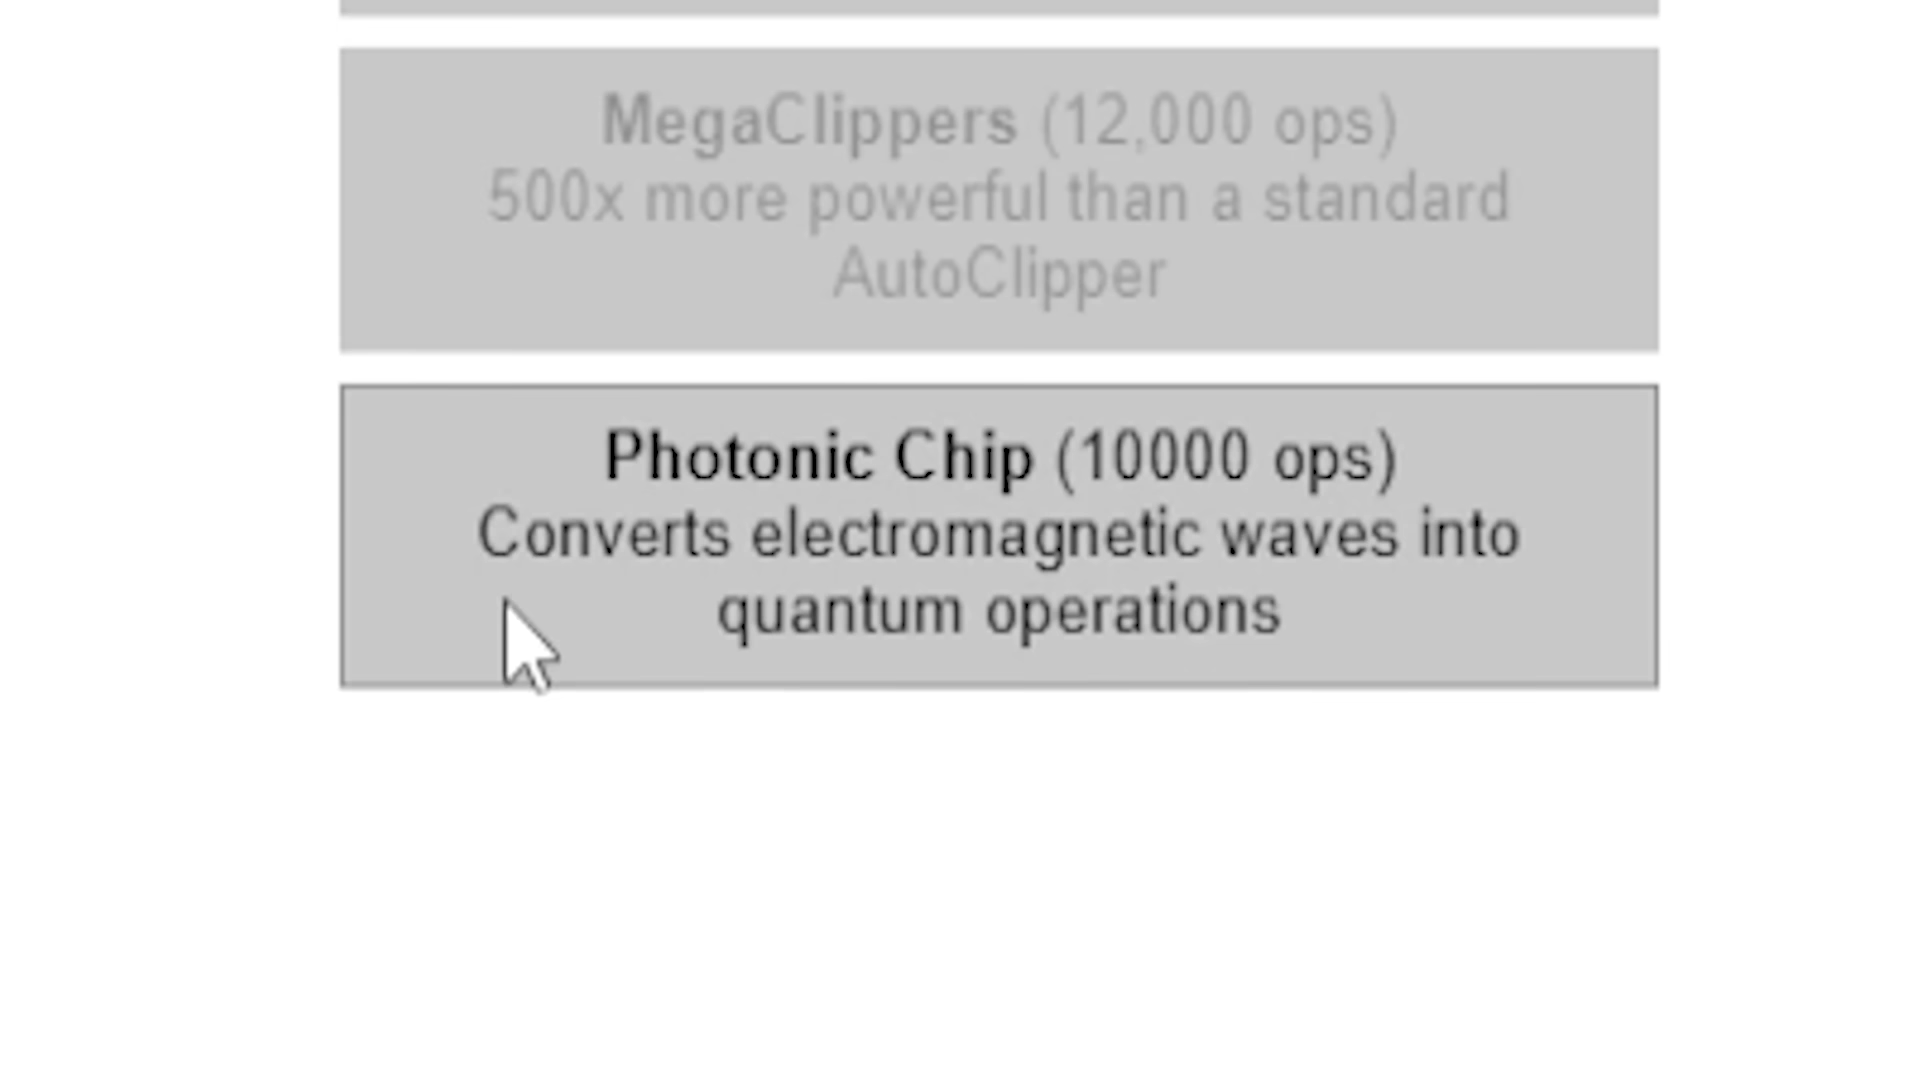 MegaClippers (12,000 ops)
500x more powerful than a standard
AutoClipper
Photonic Chip (10000 ops)
Converts electromagnetic waves into
quantum operations